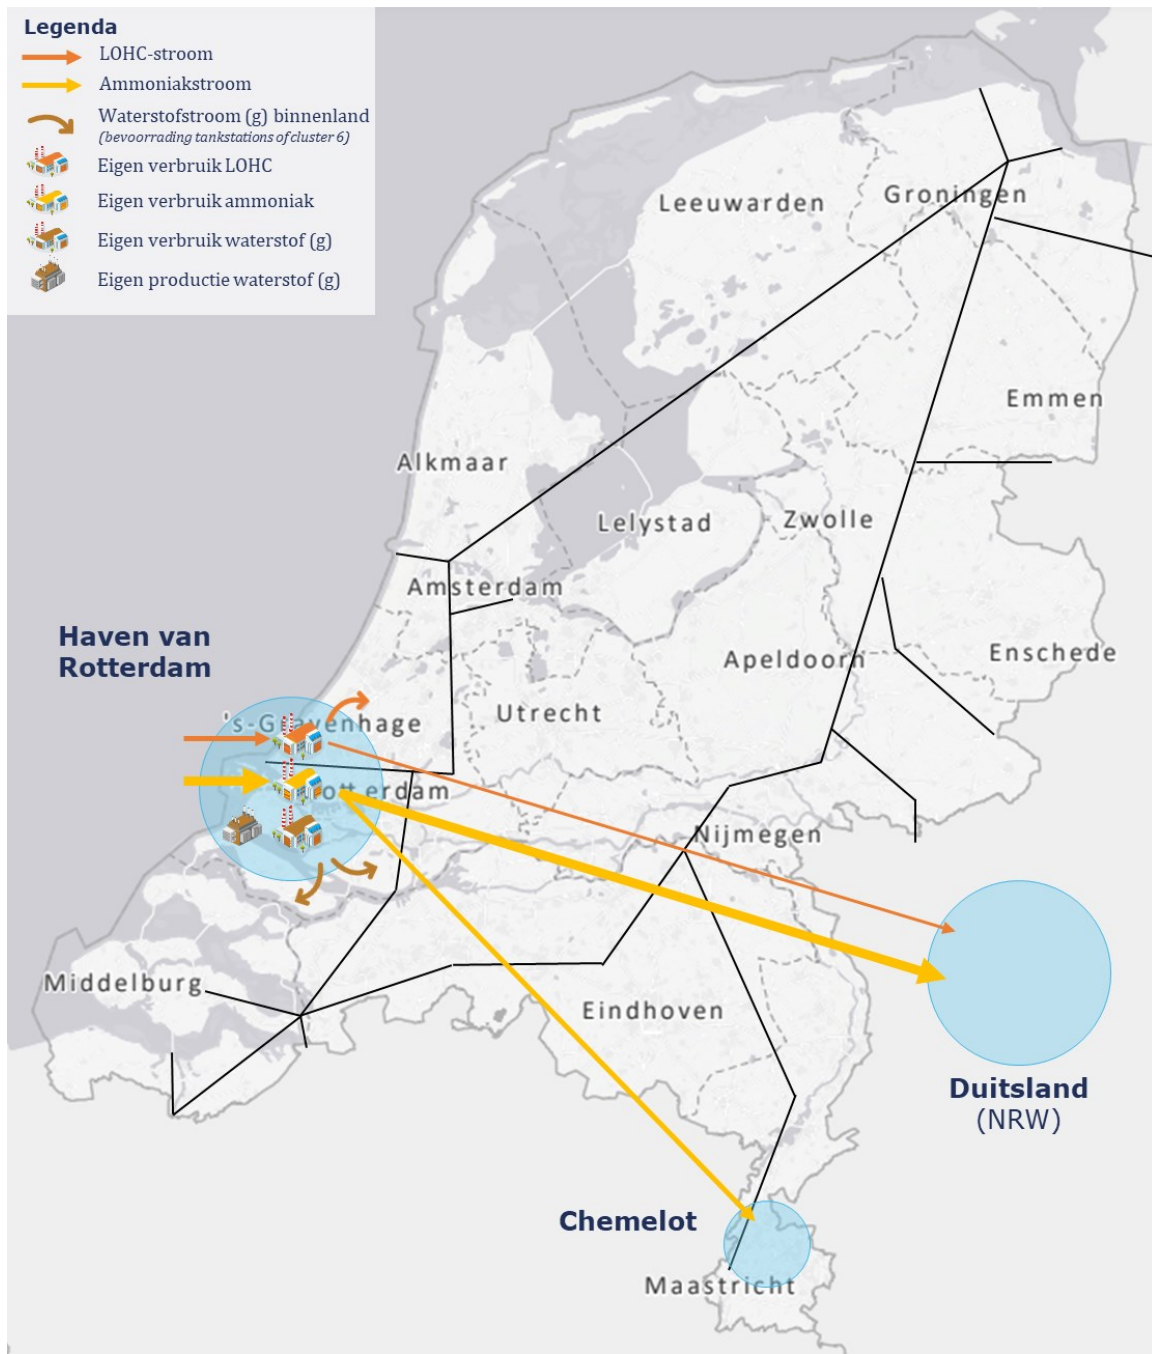 Legenda
LOHC-stroom
Ammoniakstroom
Waterstofstroom (g) binnenland
(bevoorrading tankstations of cluster 6)
Eigen verbruik LOHC
Eigen verbruik ammoniak
Eigen verbruik waterstof (g)
Eigen productie waterstof (g)
Leeuwarden
Groningen
Emmen
Alkmaar
Lelystad
Zwolle
Amsterdam
Haven van
Rotterdam
Apeldoorn
Enschede
's-Gravenhage
Utrecht
Rotterdam
Nijmegen
Middelburg
Eindhoven
Duitsland
(NRW)
Chemelot
Maastricht